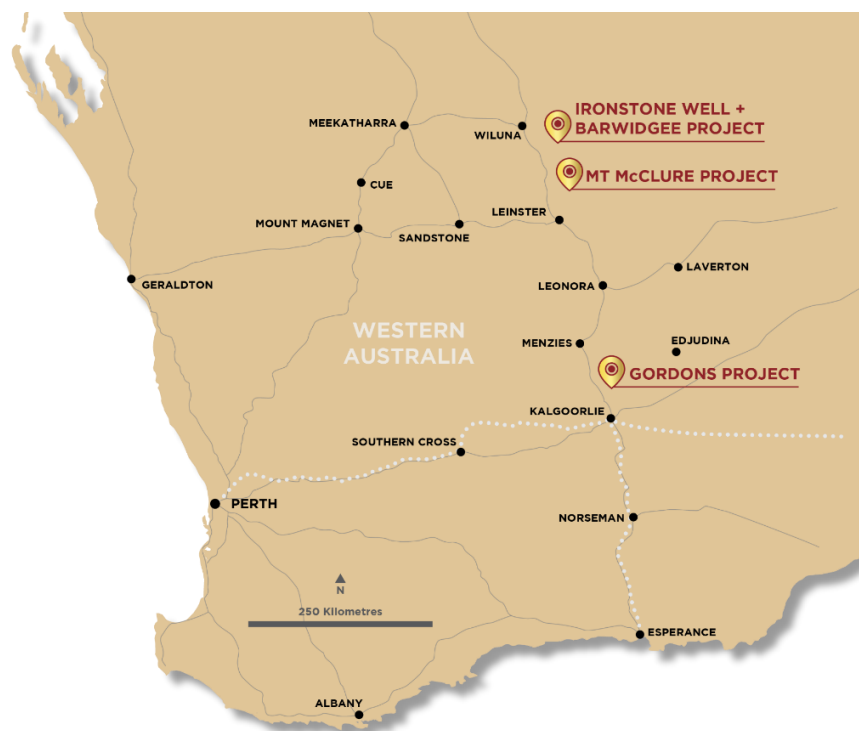 IRONSTONE WELL +
BARWIDGEE PROJECT
MEEKATHARRA
WILUNA
MT McCLURE PROJECT
CUE
LEINSTER
MOUNT MAGNET
SANDSTONE
LAVERTON
GERALDTON
LEONORA
WESTERN
AUSTRALIA
MENZIES
EDJUDINA
GORDONS PROJECT
KALGOORLIE
SOUTHERN CROSS
PERTH
NORSEMAN
N
250 Kilometres
ESPERANCE
ALBANY